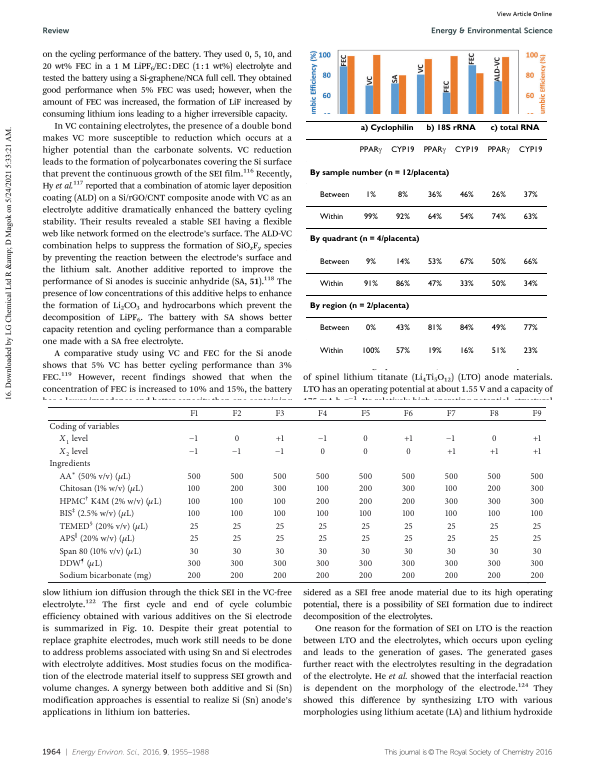 View Article Online
Review
Energy & Environmental Science
16. Downloaded by LG Chemical Ltd R &amp; D Magok on 5/24/2021 5:33:21 AM.
on the cycling performance of the battery. They used 0, 5, 10, and
20 wt% FEC in a 1 M LiPF₆/EC:DEC (1:1 wt%) electrolyte and
tested the battery using a Si-graphene/NCA full cell. They obtained
good performance when 5% FEC was used; however, when the
amount of FEC was increased, the formation of LiF increased by
consuming lithium ions leading to a higher irreversible capacity.
In VC containing electrolytes, the presence of a double bond
makes VC more susceptible to reduction which occurs at a
higher potential than the carbonate solvents. VC reduction
leads to the formation of polycarbonates covering the Si surface
that prevent the continuous growth of the SEI film.¹¹⁶ Recently,
Hy et al.¹¹⁷ reported that a combination of atomic layer deposition
coating (ALD) on a Si/rGO/CNT composite anode with VC as an
electrolyte additive dramatically enhanced the battery cycling
stability. Their results revealed a stable SEI having a flexible
web like network formed on the electrode's surface. The ALD-VC
combination helps to suppress the formation of SiOₓFᵧ species
by preventing the reaction between the electrode's surface and
the lithium salt. Another additive reported to improve the
performance of Si anodes is succinic anhydride (SA, 51).¹¹⁸ The
presence of low concentrations of this additive helps to enhance
the formation of Li₂CO₃ and hydrocarbons which prevent the
decomposition of LiPF₆. The battery with SA shows better
capacity retention and cycling performance than a comparable
one made with a SA free electrolyte.
A comparative study using VC and FEC for the Si anode
shows that 5% VC has better cycling performance than 3%
FEC.¹¹⁹ However, recent findings showed that when the
concentration of FEC is increased to 10% and 15%, the battery
100 100
80 80
60 60
umbic Efficiency (%)
FEC VC SA VC FEC FEC ALD-VC
umbic Efficiency (%)
a) Cyclophilin b) 18S rRNA c) total RNA
PPARγ CYP19 PPARγ CYP19 PPARγ CYP19
By sample number (n = 12/placenta)
Between 1% 8% 36% 46% 26% 37%
Within 99% 92% 64% 54% 74% 63%
By quadrant (n = 4/placenta)
Between 9% 14% 53% 67% 50% 66%
Within 91% 86% 47% 33% 50% 34%
By region (n = 2/placenta)
Between 0% 43% 81% 84% 49% 77%
Within 100% 57% 19% 16% 51% 23%
of spinel lithium titanate (Li₄Ti₅O₁₂) (LTO) anode materials.
LTO has an operating potential at about 1.55 V and a capacity of
F1 F2 F3 F4 F5 F6 F7 F8 F9
Coding of variables
X₁ level −1 0 +1 −1 0 +1 −1 0 +1
X₂ level −1 −1 −1 0 0 0 +1 +1 +1
Ingredients
AA* (50% v/v) (μL) 500 500 500 500 500 500 500 500 500
Chitosan (1% w/v) (μL) 100 200 300 100 200 300 100 200 300
HPMC† K4M (2% w/v) (μL) 100 100 100 200 200 200 300 300 300
BIS‡ (2.5% w/v) (μL) 100 100 100 100 100 100 100 100 100
TEMED§ (20% v/v) (μL) 25 25 25 25 25 25 25 25 25
APS∥ (20% w/v) (μL) 25 25 25 25 25 25 25 25 25
Span 80 (10% v/v) (μL) 30 30 30 30 30 30 30 30 30
DDW¶ (μL) 300 300 300 300 300 300 300 300 300
Sodium bicarbonate (mg) 200 200 200 200 200 200 200 200 200
slow lithium ion diffusion through the thick SEI in the VC-free
electrolyte.¹²² The first cycle and end of cycle columbic
efficiency obtained with various additives on the Si electrode
is summarized in Fig. 10. Despite their great potential to
replace graphite electrodes, much work still needs to be done
to address problems associated with using Sn and Si electrodes
with electrolyte additives. Most studies focus on the modifica-
tion of the electrode material itself to suppress SEI growth and
volume changes. A synergy between both additive and Si (Sn)
modification approaches is essential to realize Si (Sn) anode's
applications in lithium ion batteries.
sidered as a SEI free anode material due to its high operating
potential, there is a possibility of SEI formation due to indirect
decomposition of the electrolytes.
One reason for the formation of SEI on LTO is the reaction
between LTO and the electrolytes, which occurs upon cycling
and leads to the generation of gases. The generated gases
further react with the electrolytes resulting in the degradation
of the electrolyte. He et al. showed that the interfacial reaction
is dependent on the morphology of the electrode.¹²⁴ They
showed this difference by synthesizing LTO with various
morphologies using lithium acetate (LA) and lithium hydroxide
1964 | Energy Environ. Sci., 2016, 9, 1955–1988
This journal is © The Royal Society of Chemistry 2016